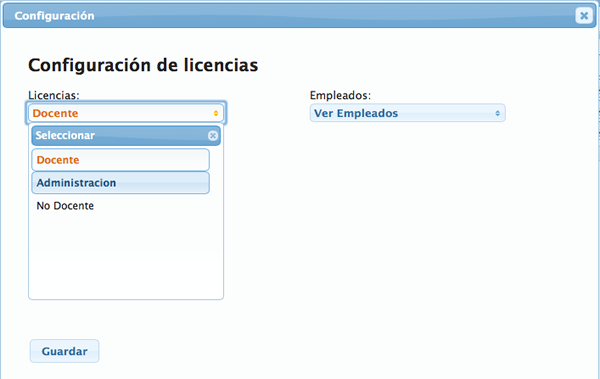 Configuración
Configuración de licencias
Licencias:
Docente
Seleccionar
Docente
Administracion
No Docente
Empleados:
Ver Empleados
Guardar